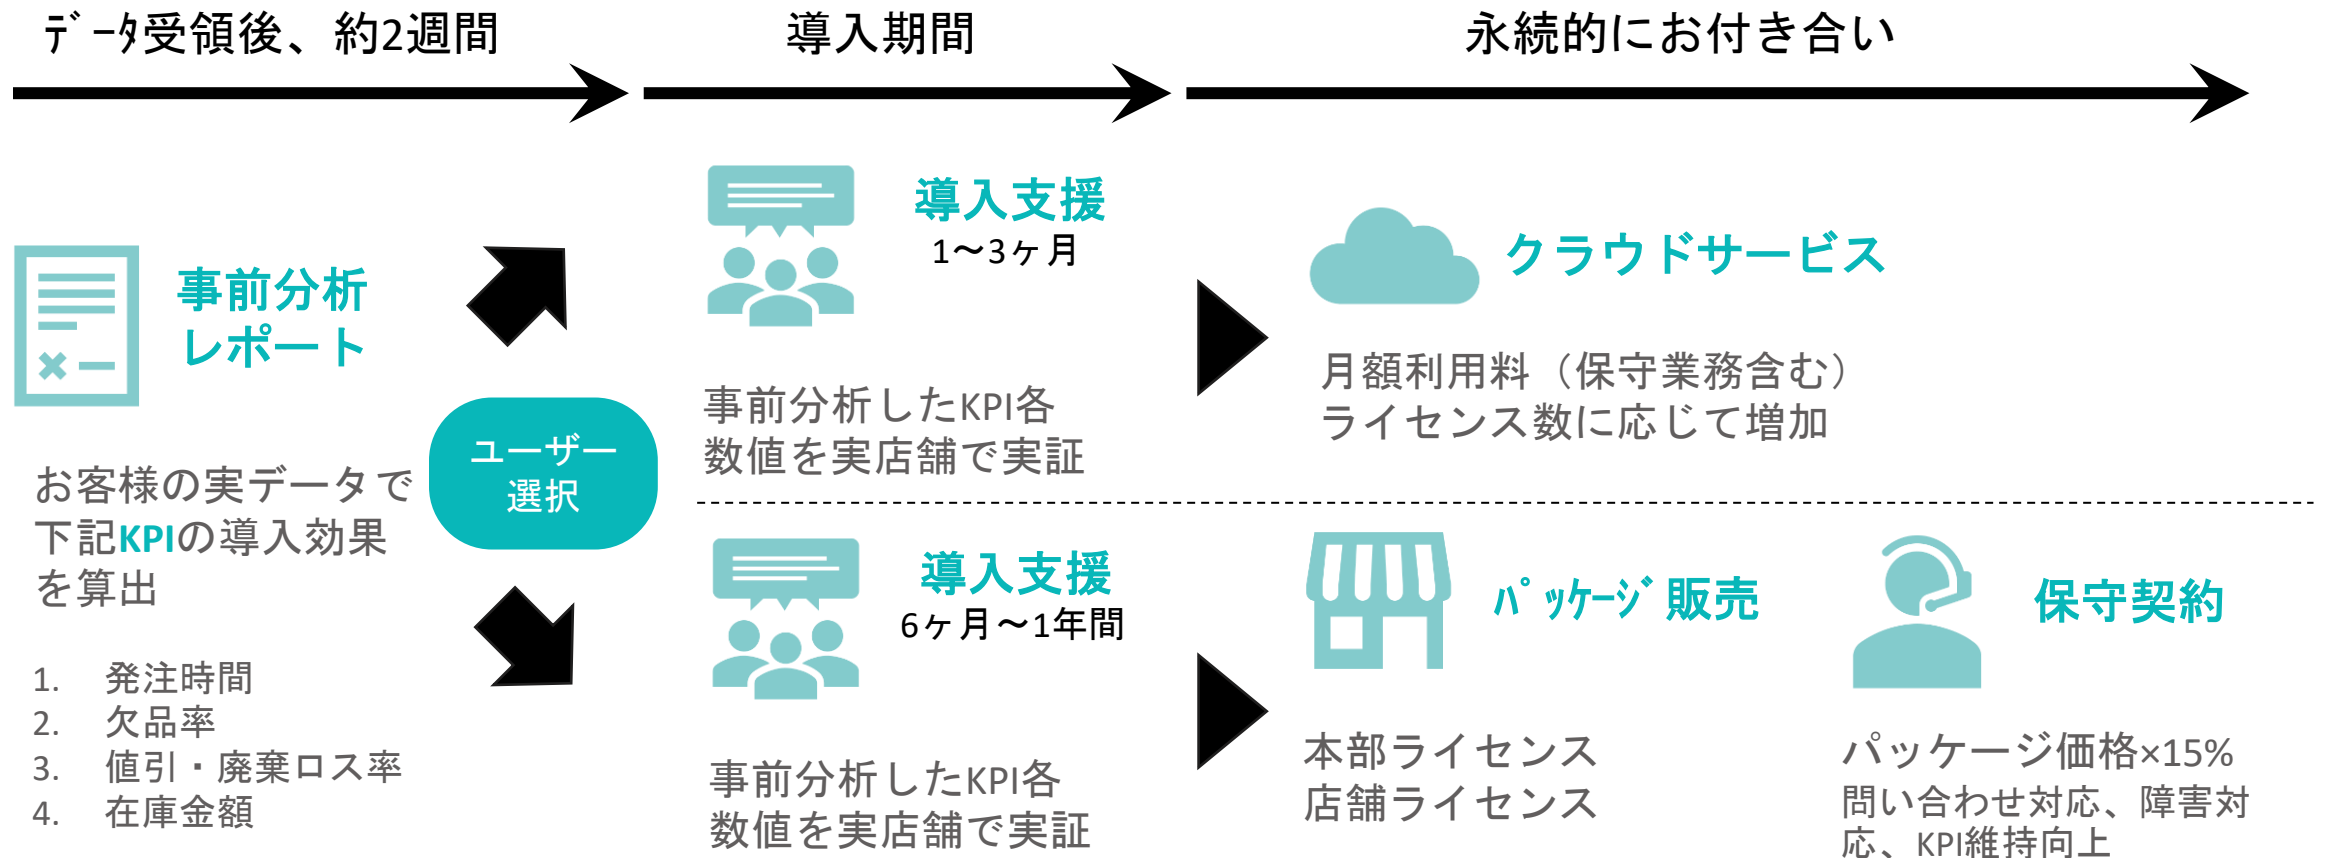 ﾃﾞｰﾀ受領後、約2週間
導入期間
永続的にお付き合い
事前分析
レポート
お客様の実データで
下記KPIの導入効果
を算出
1. 発注時間
2. 欠品率
3. 値引・廃棄ロス率
4. 在庫金額
ユーザー
選択
導入支援
1～3ヶ月
事前分析したKPI各
数値を実店舗で実証
クラウドサービス
月額利用料（保守業務含む）
ライセンス数に応じて増加
導入支援
6ヶ月～1年間
事前分析したKPI各
数値を実店舗で実証
ﾊﾟｯｹｰｼﾞ販売
本部ライセンス
店舗ライセンス
保守契約
パッケージ価格×15%
問い合わせ対応、障害対
応、KPI維持向上